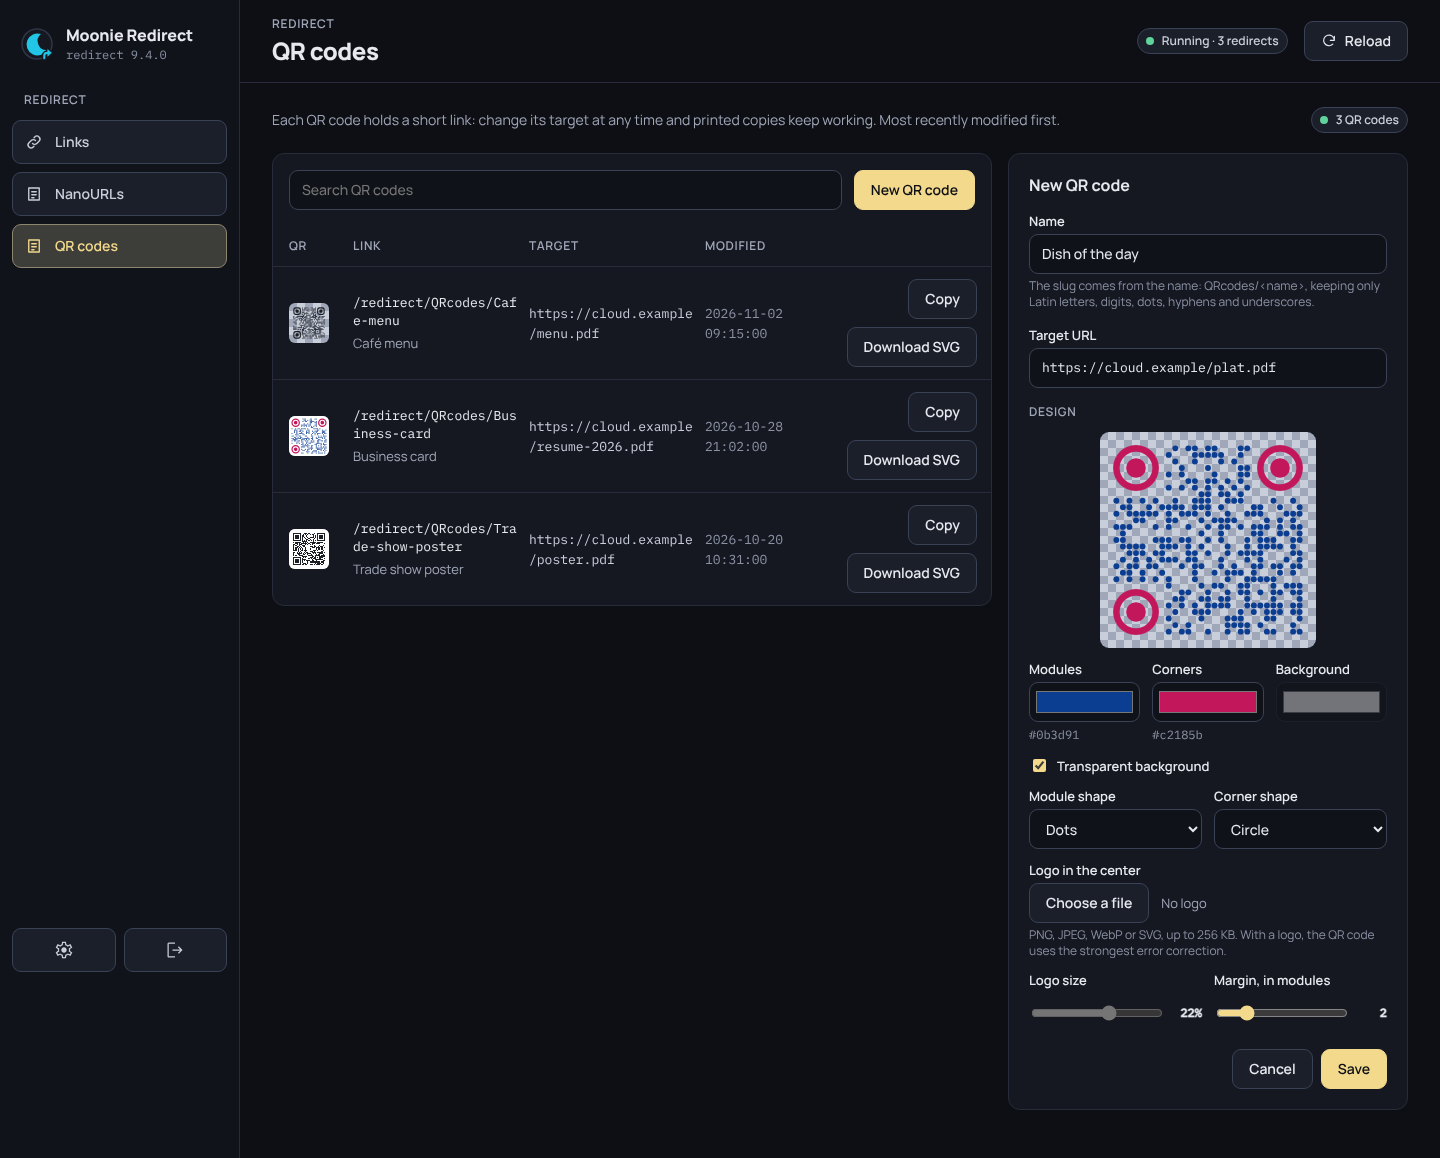 Moonie Redirect
redirect 9.4.0
REDIRECT
Links
NanoURLs
QR codes
REDIRECT
QR codes
Running · 3 redirects
Reload
Each QR code holds a short link: change its target at any time and printed copies keep working. Most recently modified first.
3 QR codes
Search QR codes
New QR code
QR LINK TARGET MODIFIED
/redirect/QRcodes/Caf
e-menu
Café menu
https://cloud.example
/menu.pdf
2026-11-02
09:15:00
Copy
Download SVG
/redirect/QRcodes/Bus
iness-card
Business card
https://cloud.example
/resume-2026.pdf
2026-10-28
21:02:00
Copy
Download SVG
/redirect/QRcodes/Tra
de-show-poster
Trade show poster
https://cloud.example
/poster.pdf
2026-10-20
10:31:00
Copy
Download SVG
New QR code
Name
Dish of the day
The slug comes from the name: QRcodes/<name>, keeping only
Latin letters, digits, dots, hyphens and underscores.
Target URL
https://cloud.example/plat.pdf
DESIGN
Modules Corners Background
#0b3d91 #c2185b
Transparent background
Module shape Corner shape
Dots Circle
Logo in the center
Choose a file No logo
PNG, JPEG, WebP or SVG, up to 256 KB. With a logo, the QR code
uses the strongest error correction.
Logo size Margin, in modules
22% 2
Cancel Save